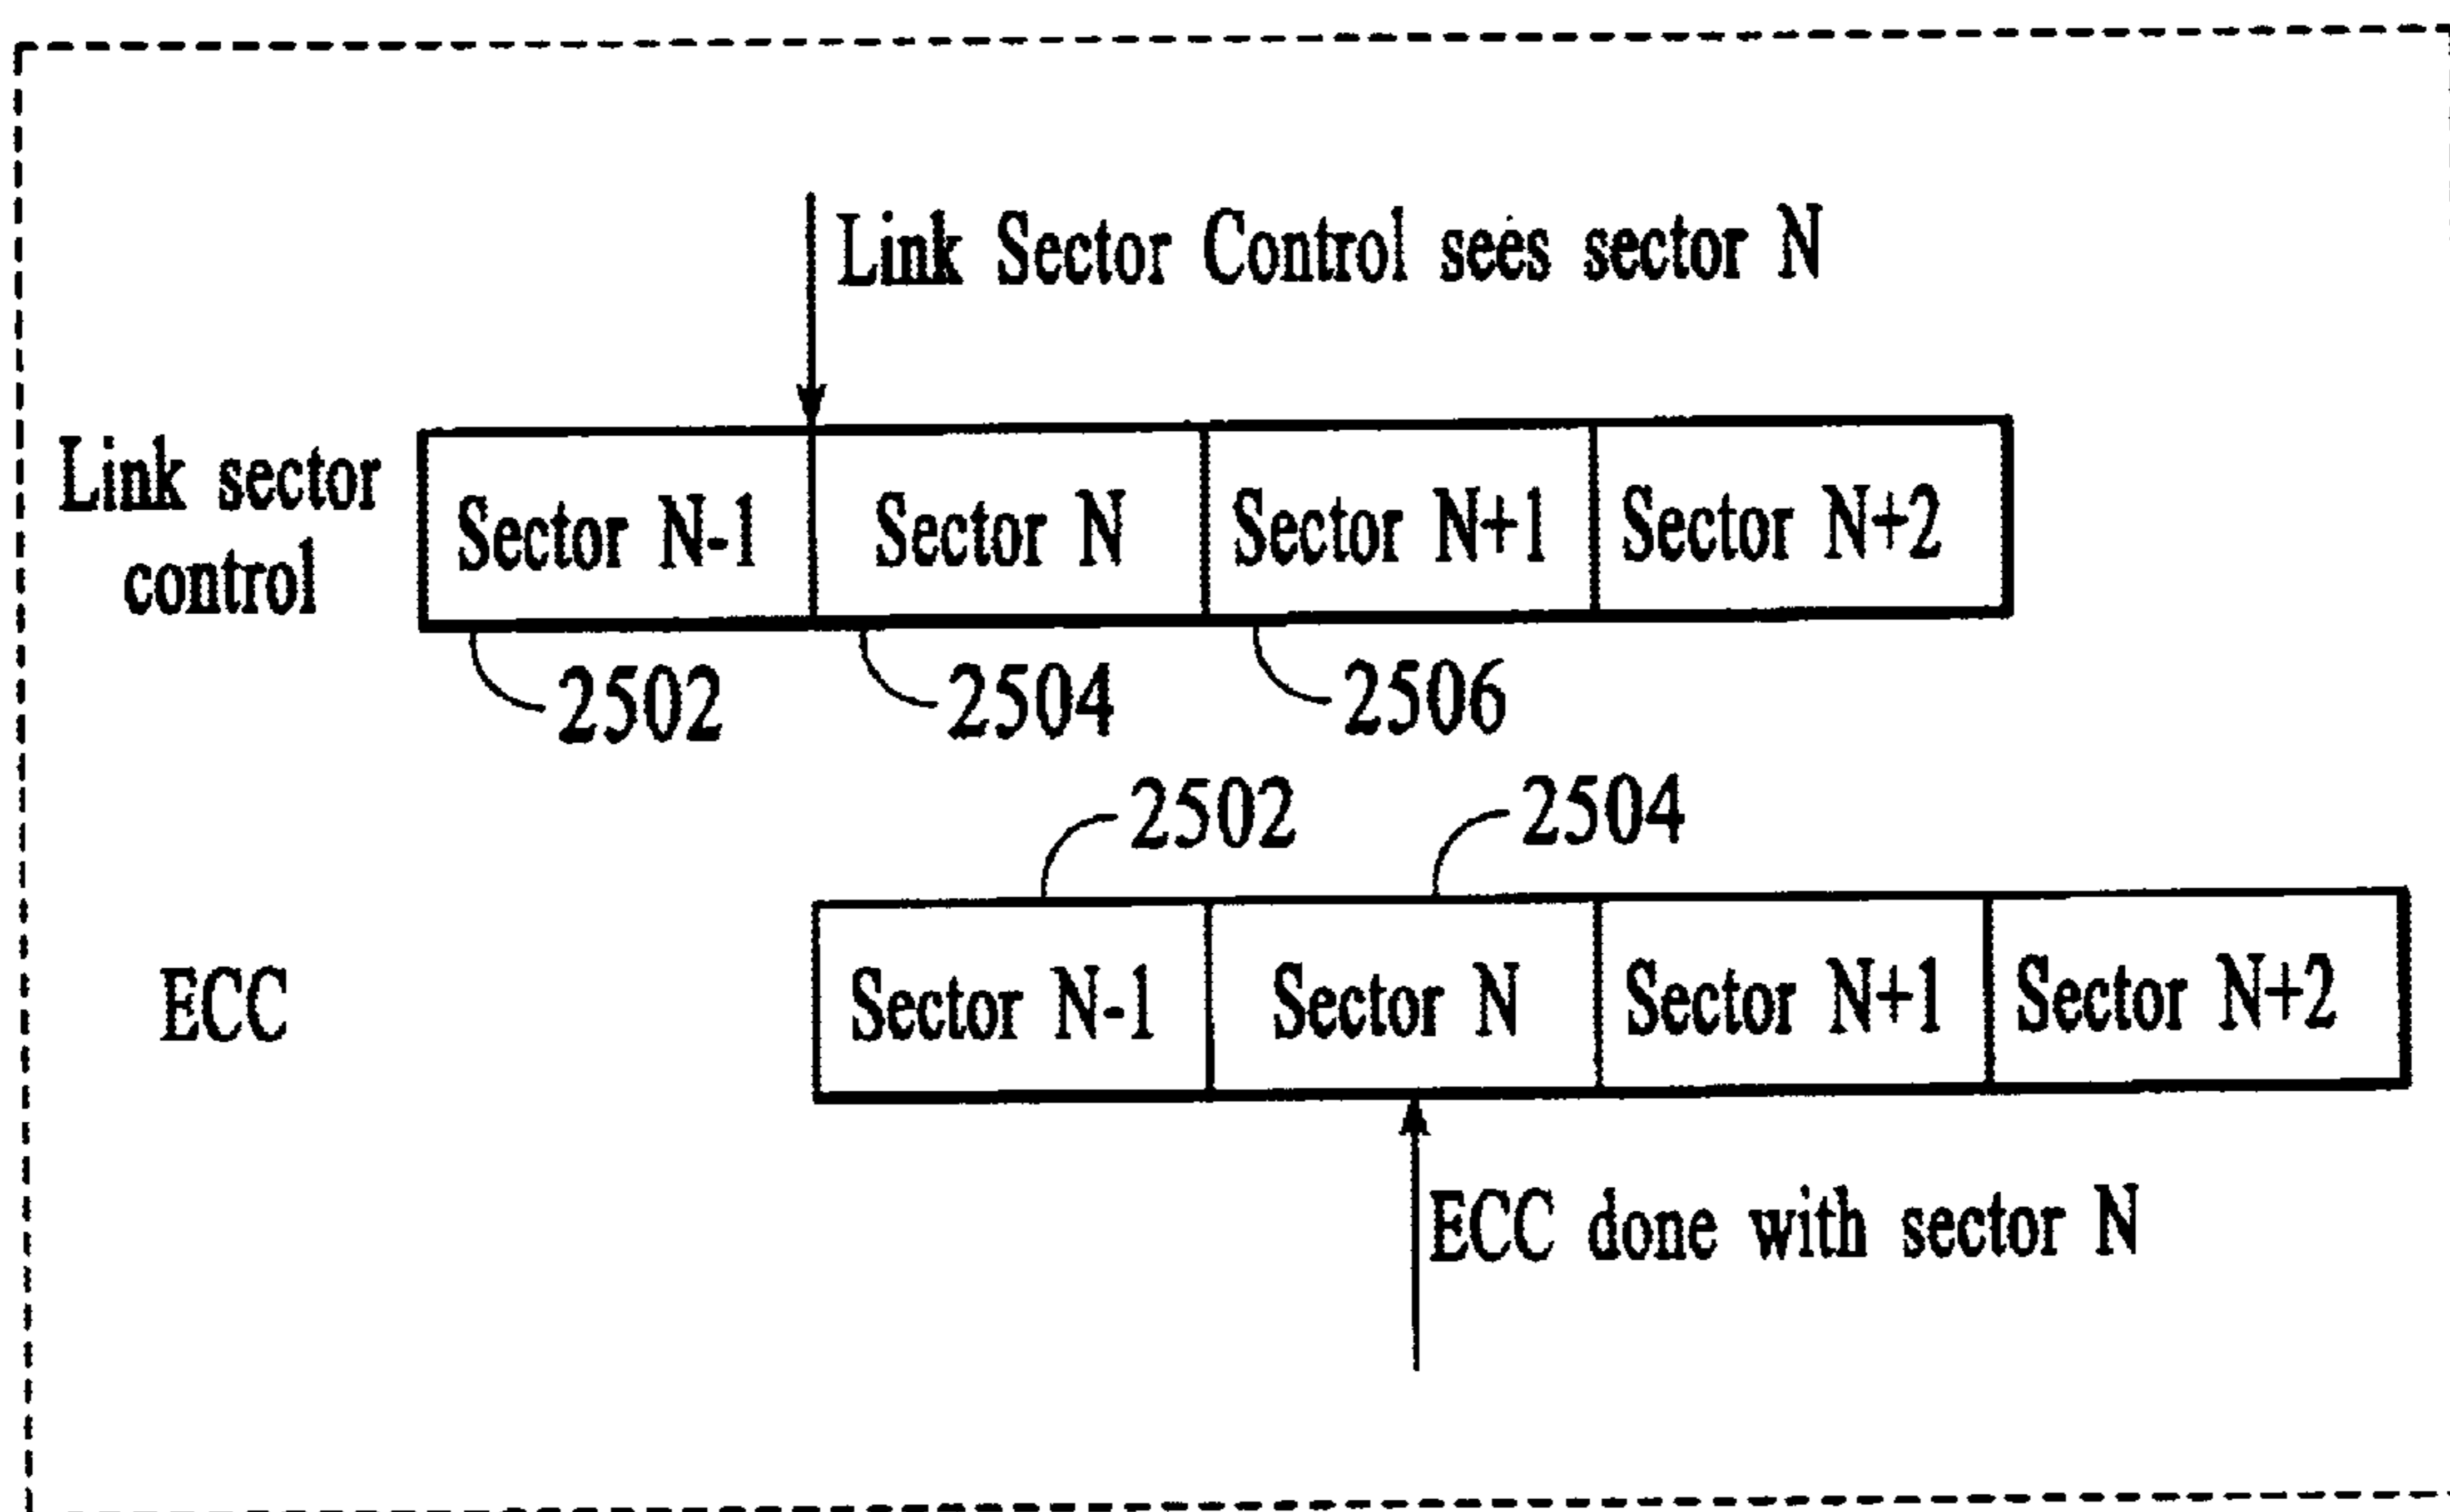 Link Sector Control sees sector N
Link sector
control
Sector N-1
Sector N
Sector N+1
Sector N+2
2502
2504
2506
2502
2504
ECC
Sector N-1
Sector N
Sector N+1
Sector N+2
ECC done with sector N